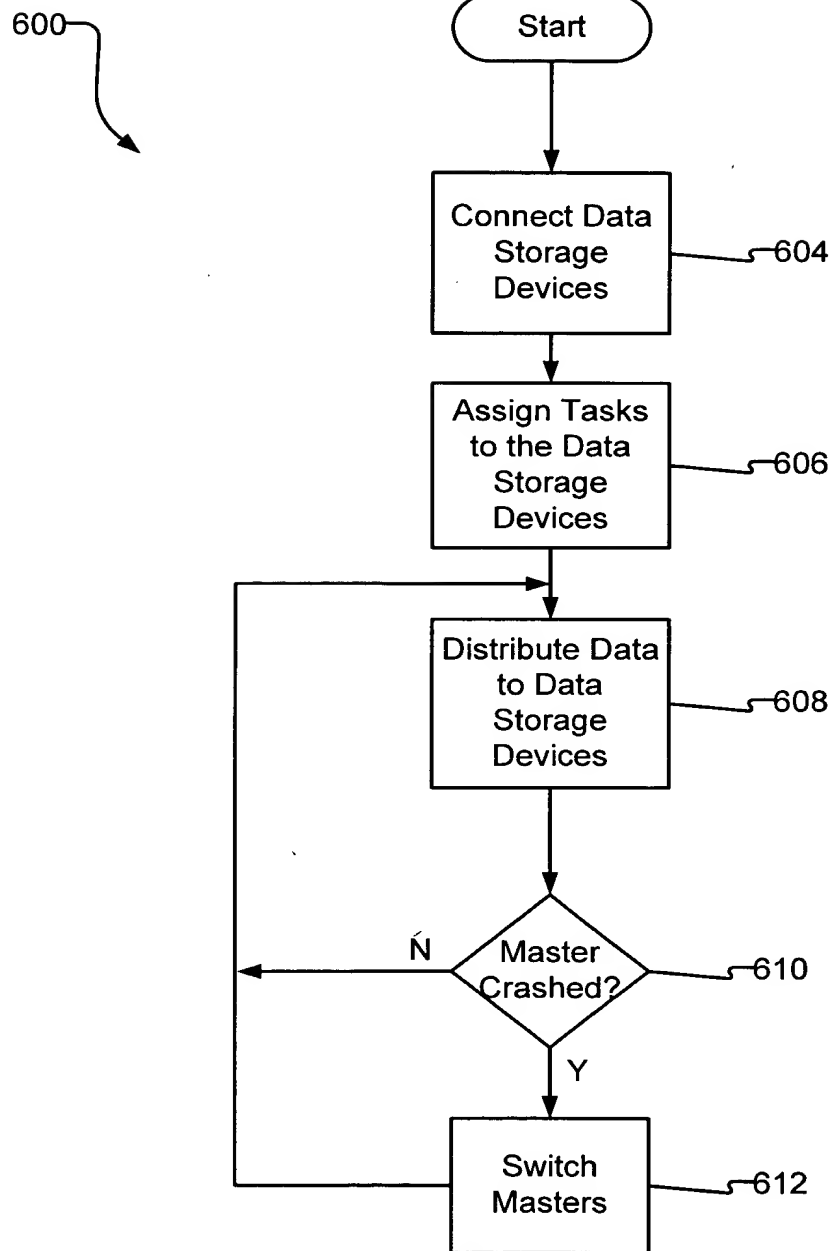 600
Start
Connect Data
Storage
Devices
604
Assign Tasks
to the Data
Storage
Devices
606
Distribute Data
to Data
Storage
Devices
608
N
Master
Crashed?
610
Y
Switch
Masters
612